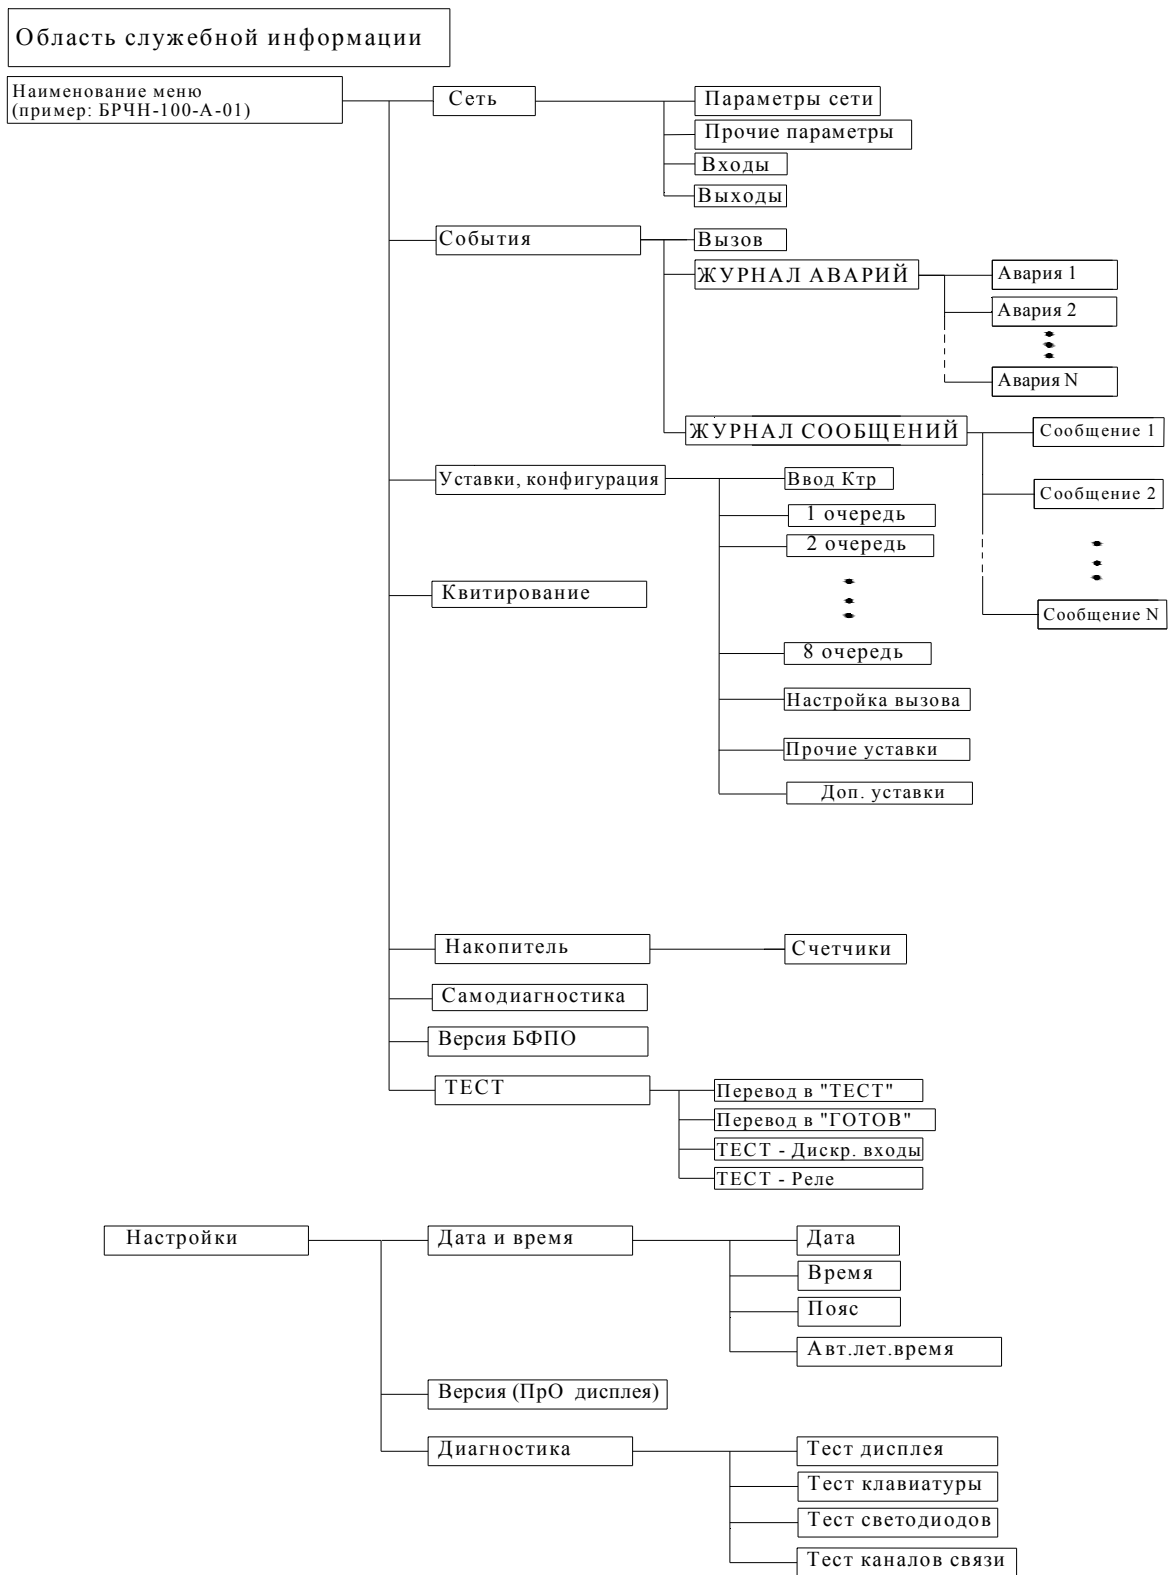 Область служебной информации
Наименование меню
(пример: БРЧН-100-А-01)
Сеть
Параметры сети
Прочие параметры
Входы
Выходы
События
Вызов
ЖУРНАЛ АВАРИЙ
Авария 1
Авария 2
Авария N
ЖУРНАЛ СООБЩЕНИЙ
Сообщение 1
Сообщение 2
Сообщение N
Уставки, конфигурация
Ввод Ктр
1 очередь
2 очередь
8 очередь
Настройка вызова
Прочие уставки
Доп. уставки
Квитирование
Накопитель
Счетчики
Самодиагностика
Версия БФПО
ТЕСТ
Перевод в "ТЕСТ"
Перевод в "ГОТОВ"
ТЕСТ - Дискр. входы
ТЕСТ - Реле
Настройки
Дата и время
Дата
Время
Пояс
Авт.лет.время
Версия (ПрО дисплея)
Диагностика
Тест дисплея
Тест клавиатуры
Тест светодиодов
Тест каналов связи